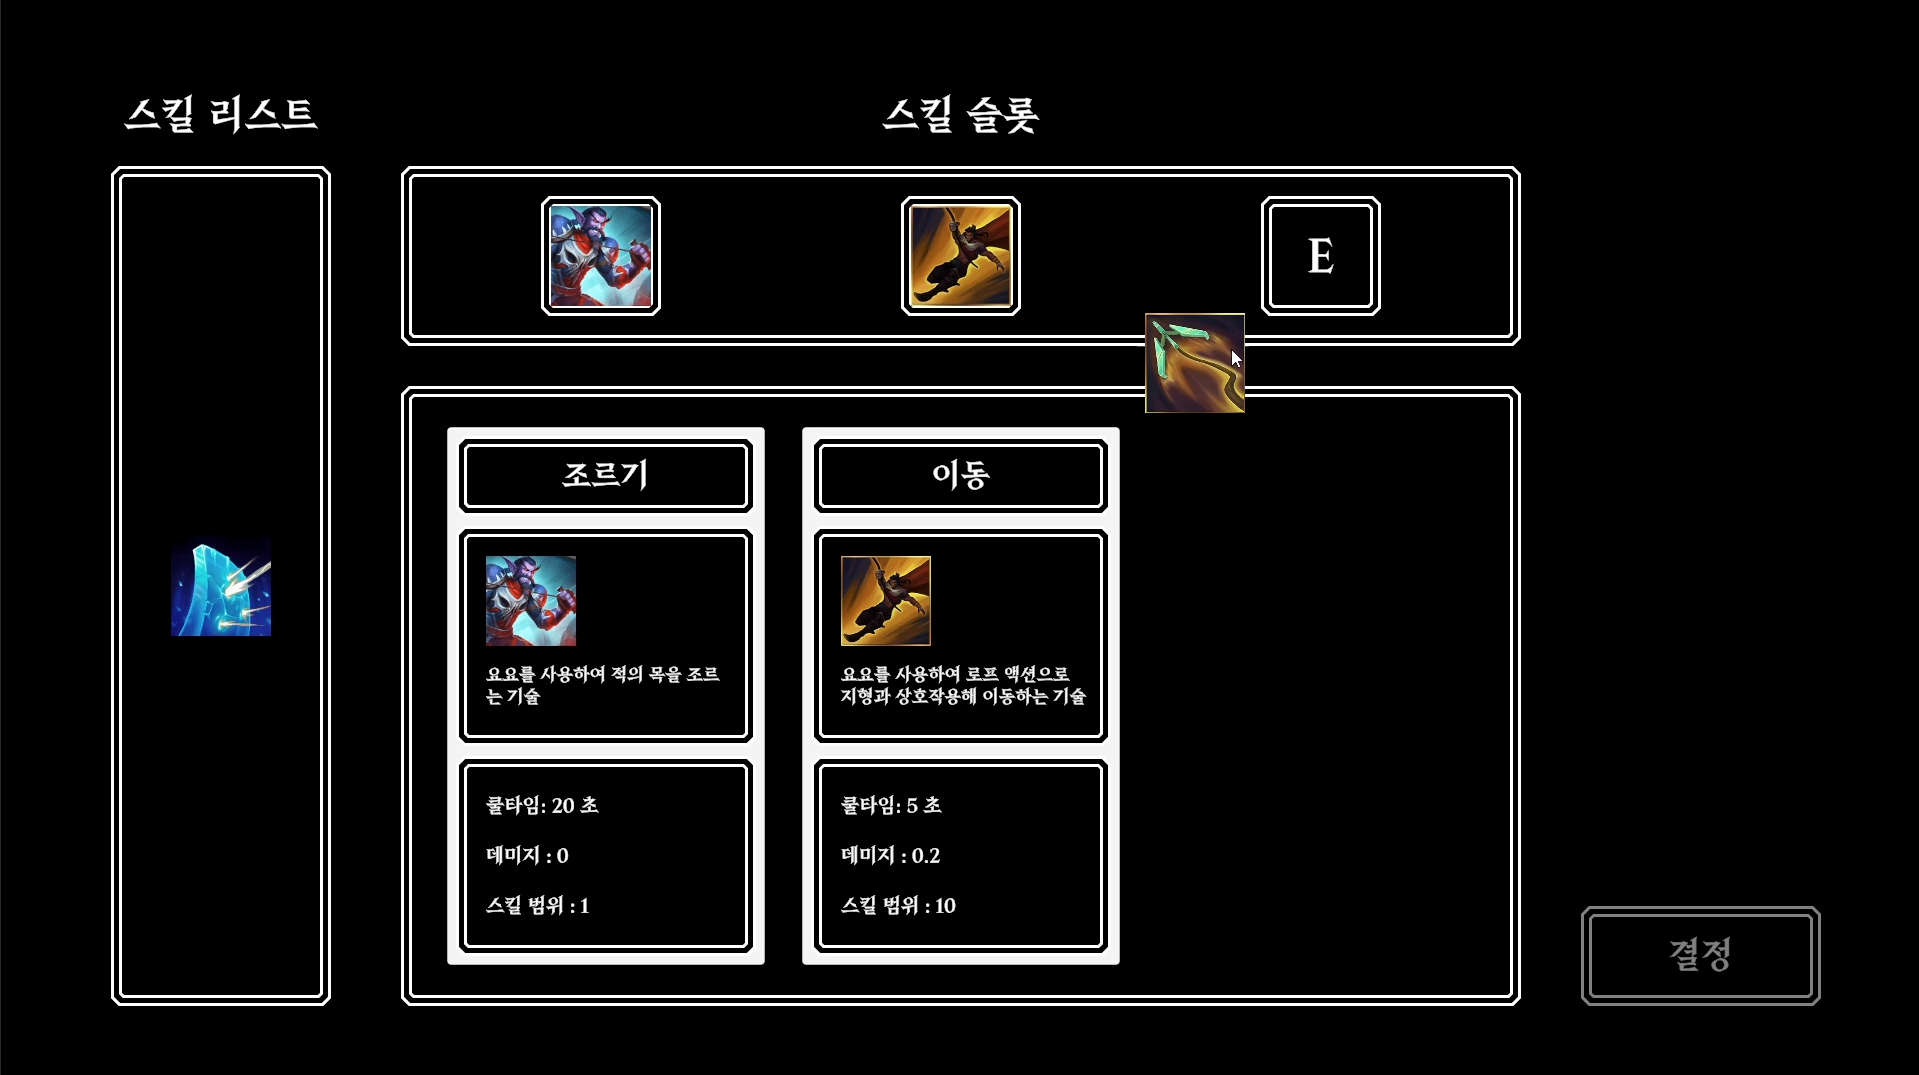 스킬 리스트
스킬 슬롯
E
조르기
요요를 사용하여 적의 목을 조르
는 기술
쿨타임: 20 초
데미지 : 0
스킬 범위 : 1
이동
요요를 사용하여 로프 액션으로
지형과 상호작용해 이동하는 기술
쿨타임: 5 초
데미지 : 0.2
스킬 범위 : 10
결정